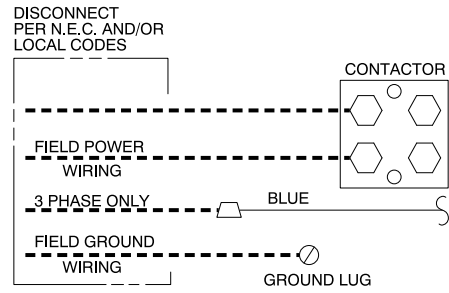 DISCONNECT
PER N.E.C. AND/OR
LOCAL CODES
CONTACTOR
FIELD POWER
WIRING
3 PHASE ONLY
BLUE
FIELD GROUND
WIRING
GROUND LUG